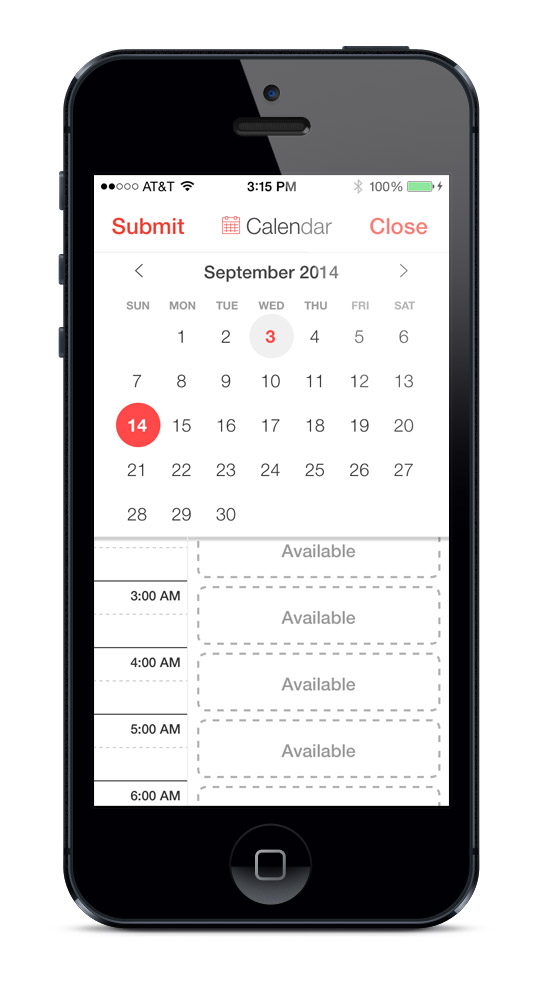 AT&T 3:15 PM 100%
Submit Calendar Close
September 2014
SUN MON TUE WED THU FRI SAT
1 2 3 4 5 6
7 8 9 10 11 12 13
14 15 16 17 18 19 20
21 22 23 24 25 26 27
28 29 30
Available
3:00 AM
Available
4:00 AM
Available
5:00 AM
Available
6:00 AM